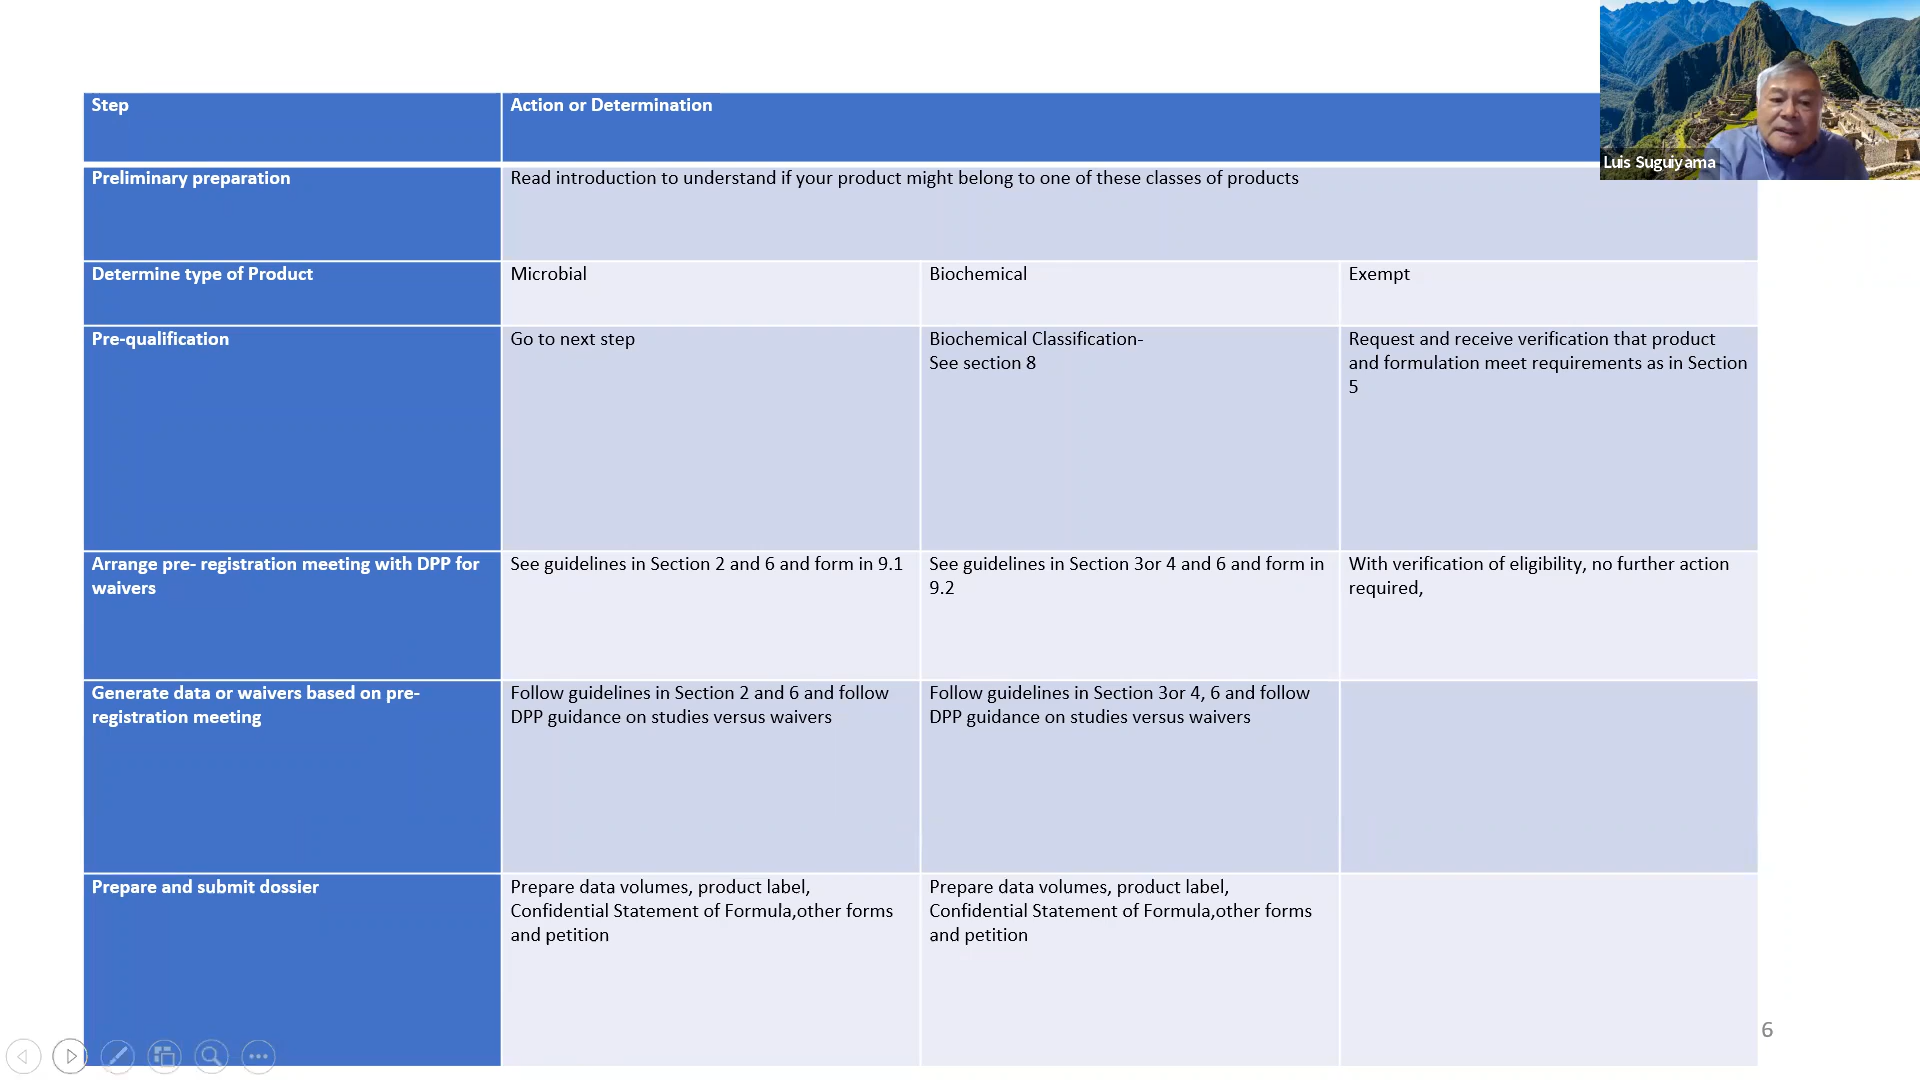 Step
Action or Determination
Luis Suguiyama
Preliminary preparation
Read introduction to understand if your product might belong to one of these classes of products
Determine type of Product
Microbial
Biochemical
Exempt
Pre-qualification
Go to next step
Biochemical Classification-
See section 8
Request and receive verification that product
and formulation meet requirements as in Section
5
Arrange pre- registration meeting with DPP for
waivers
See guidelines in Section 2 and 6 and form in 9.1
See guidelines in Section 3or 4 and 6 and form in
9.2
With verification of eligibility, no further action
required,
Generate data or waivers based on pre-
registration meeting
Follow guidelines in Section 2 and 6 and follow
DPP guidance on studies versus waivers
Follow guidelines in Section 3or 4, 6 and follow
DPP guidance on studies versus waivers
Prepare and submit dossier
Prepare data volumes, product label,
Confidential Statement of Formula,other forms
and petition
Prepare data volumes, product label,
Confidential Statement of Formula,other forms
and petition
6